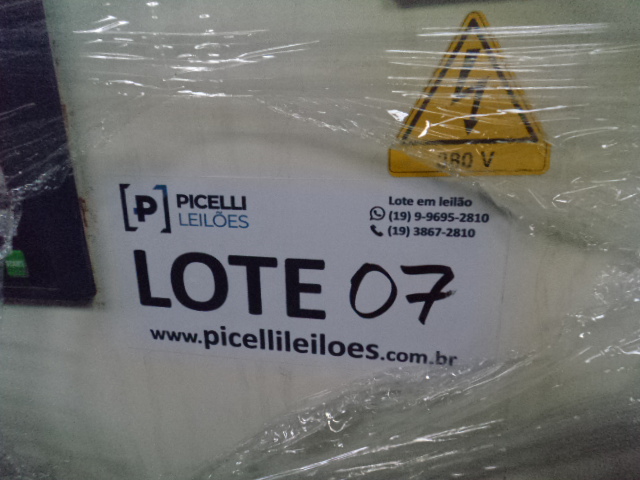 380 V
PICELLI
LEILÕES
Lote em leilão
(19) 9-9695-2810
(19) 3867-2810
LOTE 07
www.picellileiloes.com.br